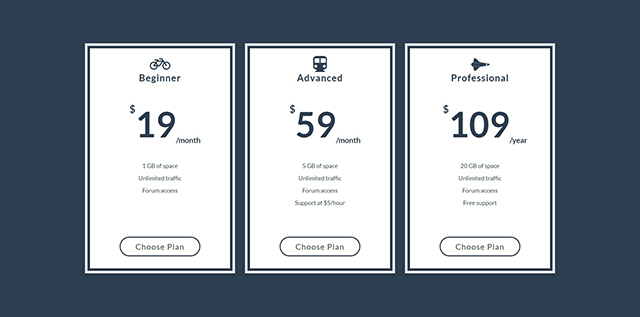 Beginner
$19/month
1 GB of space
Unlimited traffic
Forum access
Choose Plan
Advanced
$59/month
5 GB of space
Unlimited traffic
Forum access
Support at $5/hour
Choose Plan
Professional
$109/year
20 GB of space
Unlimited traffic
Forum access
Free support
Choose Plan